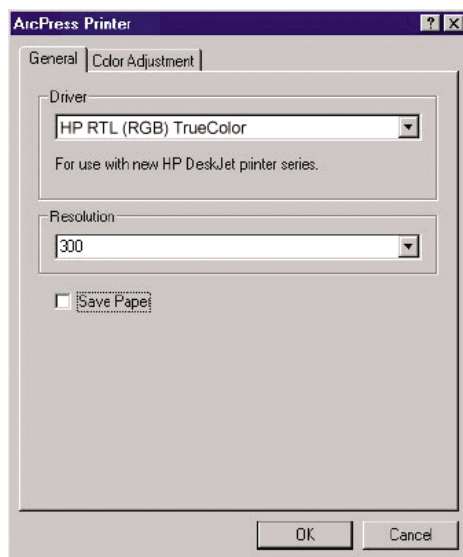 ArcPress Printer
General
Color Adjustment
Driver
HP RTL (RGB) TrueColor
For use with new HP DeskJet printer series.
Resolution
300
Save Paper
OK
Cancel